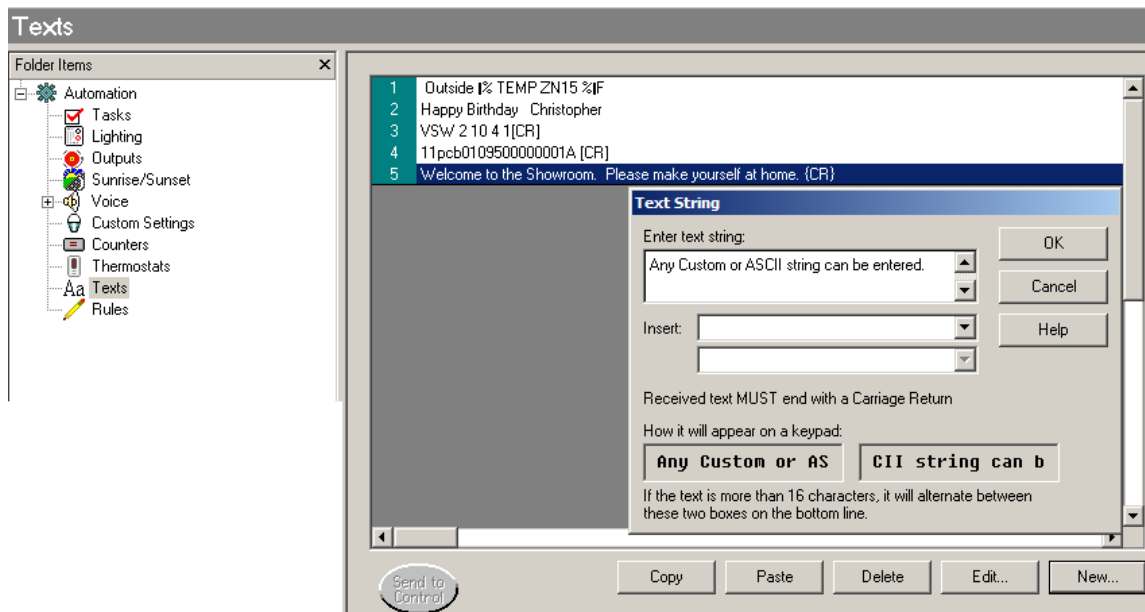 Texts
Folder Items
Automation
Tasks
Lighting
Outputs
Sunrise/Sunset
Voice
Custom Settings
Counters
Thermostats
Aa Texts
Rules
1 Outside |% TEMP ZN15 %|F
2 Happy Birthday Christopher
3 VSW 2 10 4 1[CR]
4 11pcb0109500000001A [CR]
5 Welcome to the Showroom. Please make yourself at home. {CR}
Text String
Enter text string:
Any Custom or ASCII string can be entered.
OK
Cancel
Insert:
Help
Received text MUST end with a Carriage Return
How it will appear on a keypad:
Any Custom or AS CII string can b
If the text is more than 16 characters, it will alternate between
these two boxes on the bottom line.
Send to
Control
Copy Paste Delete Edit... New...